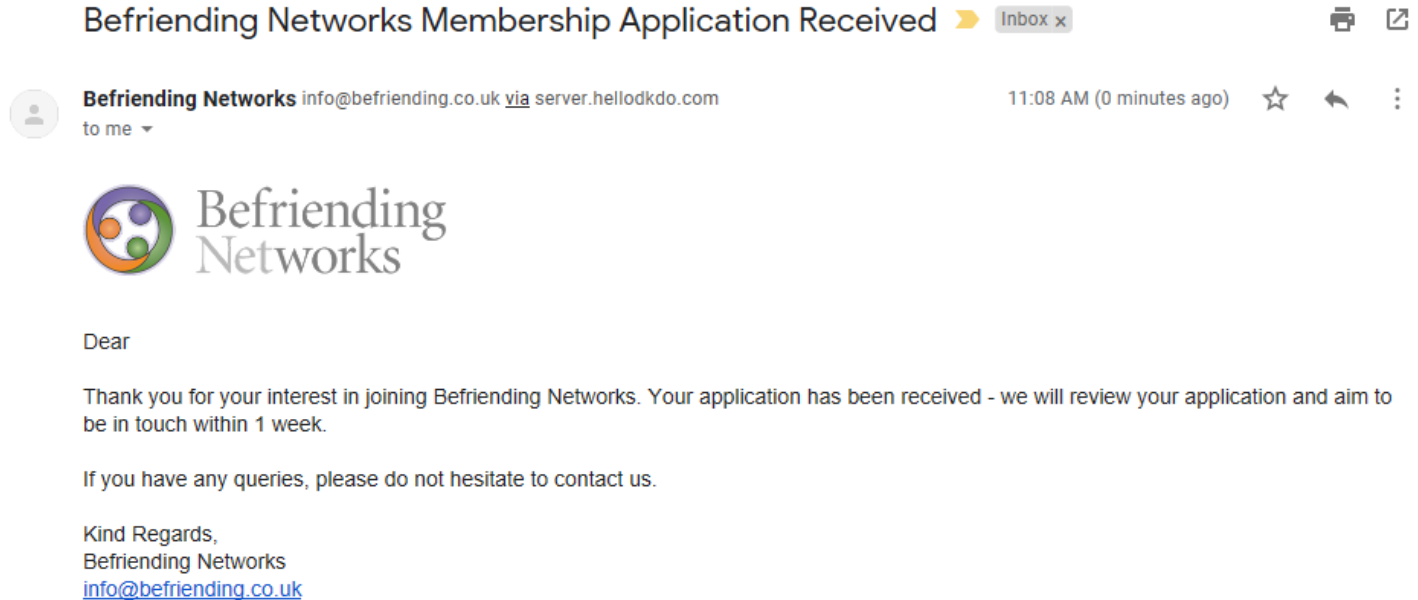 Befriending Networks Membership Application Received Inbox x
Befriending Networks info@befriending.co.uk via server.hellodkdo.com 11:08 AM (0 minutes ago)
to me
Befriending
Networks
Dear
Thank you for your interest in joining Befriending Networks. Your application has been received - we will review your application and aim to
be in touch within 1 week.
If you have any queries, please do not hesitate to contact us.
Kind Regards,
Befriending Networks
info@befriending.co.uk